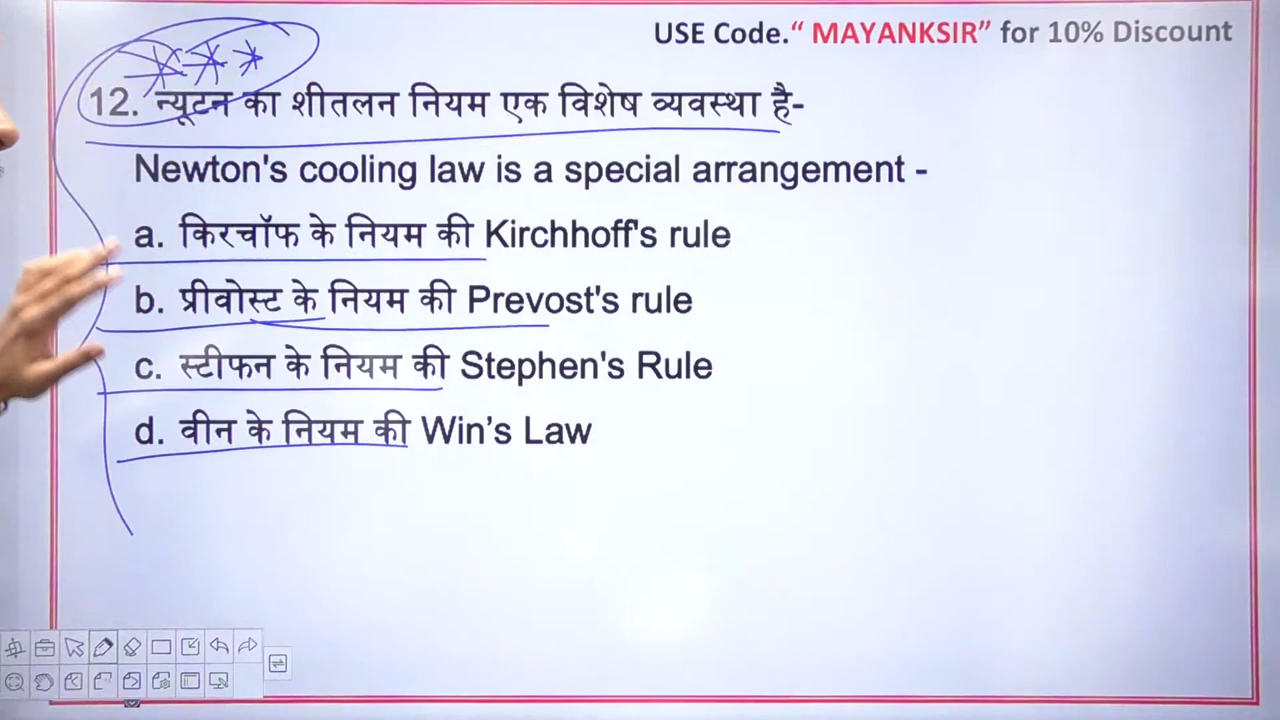 USE Code.“ MAYANKSIR” for 10% Discount
12. न्यूटन का शीतलन नियम एक विशेष व्यवस्था है-
Newton's cooling law is a special arrangement -
a. किरचॉफ के नियम की Kirchhoff's rule
b. प्रीवोस्ट के नियम की Prevost's rule
c. स्टीफन के नियम की Stephen's Rule
d. वीन के नियम की Win’s Law